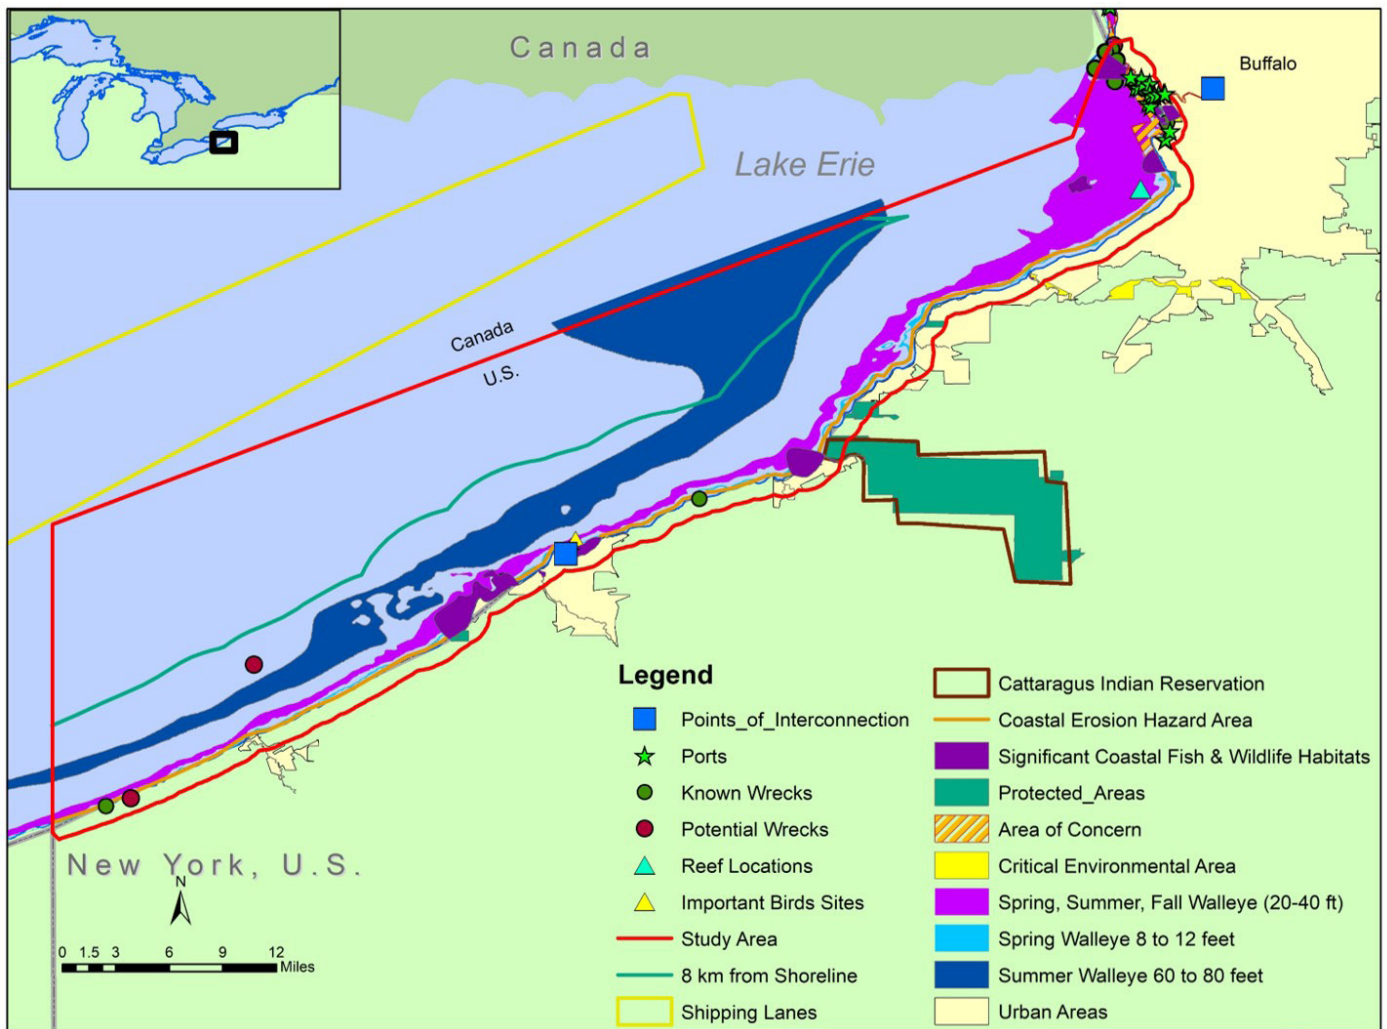 Canada
Buffalo
Lake Erie
Canada
U.S.
New York, U.S.
N
0 1.5 3 6 9 12
Miles
Legend
Points_of_Interconnection
Ports
Known Wrecks
Potential Wrecks
Reef Locations
Important Birds Sites
Study Area
8 km from Shoreline
Shipping Lanes
Cattaragus Indian Reservation
Coastal Erosion Hazard Area
Significant Coastal Fish & Wildlife Habitats
Protected_Areas
Area of Concern
Critical Environmental Area
Spring, Summer, Fall Walleye (20-40 ft)
Spring Walleye 8 to 12 feet
Summer Walleye 60 to 80 feet
Urban Areas